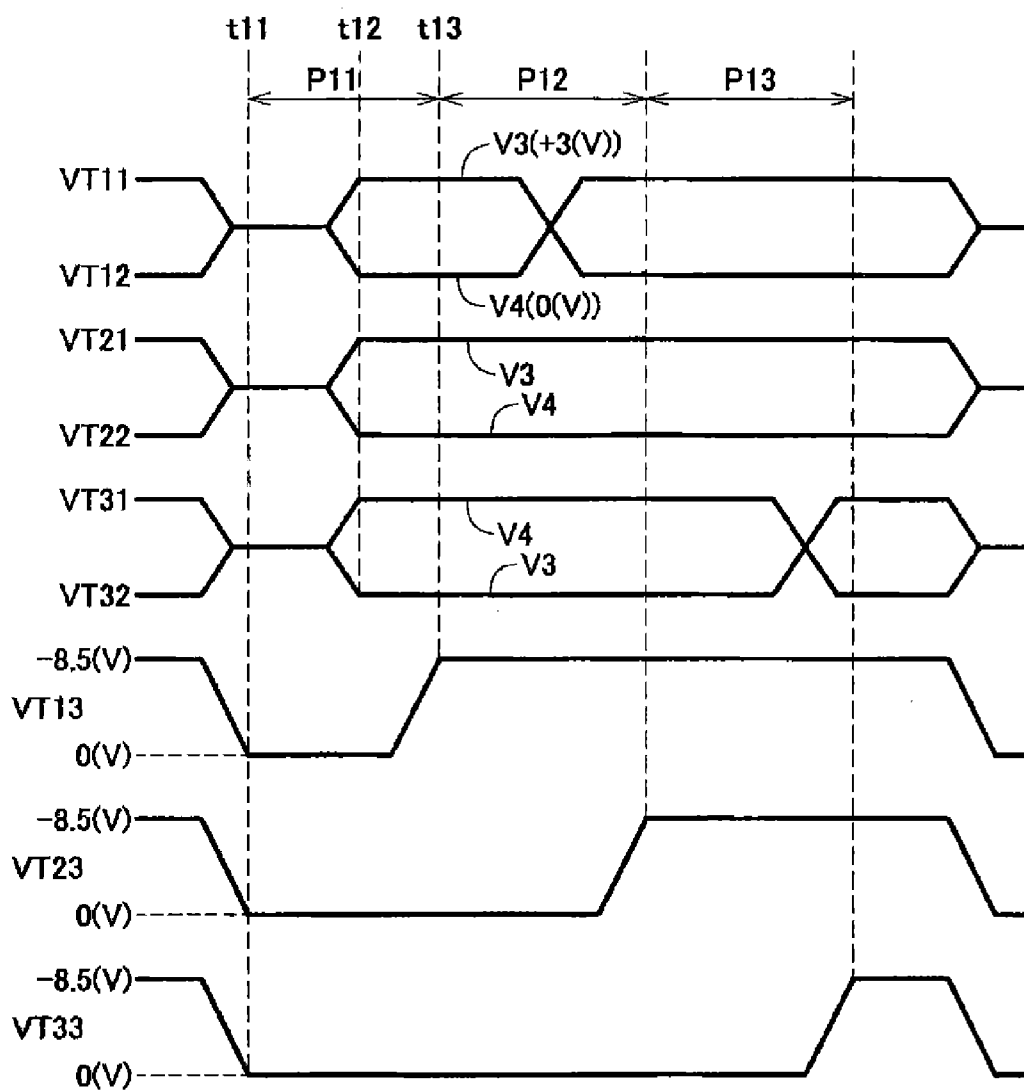 t11 t12 t13
P11 P12 P13
V3(+3(V))
VT11
VT12
V4(0(V))
VT21
V3
V4
VT22
VT31
V4
V3
VT32
-8.5(V)
VT13
0(V)
-8.5(V)
VT23
0(V)
-8.5(V)
VT33
0(V)